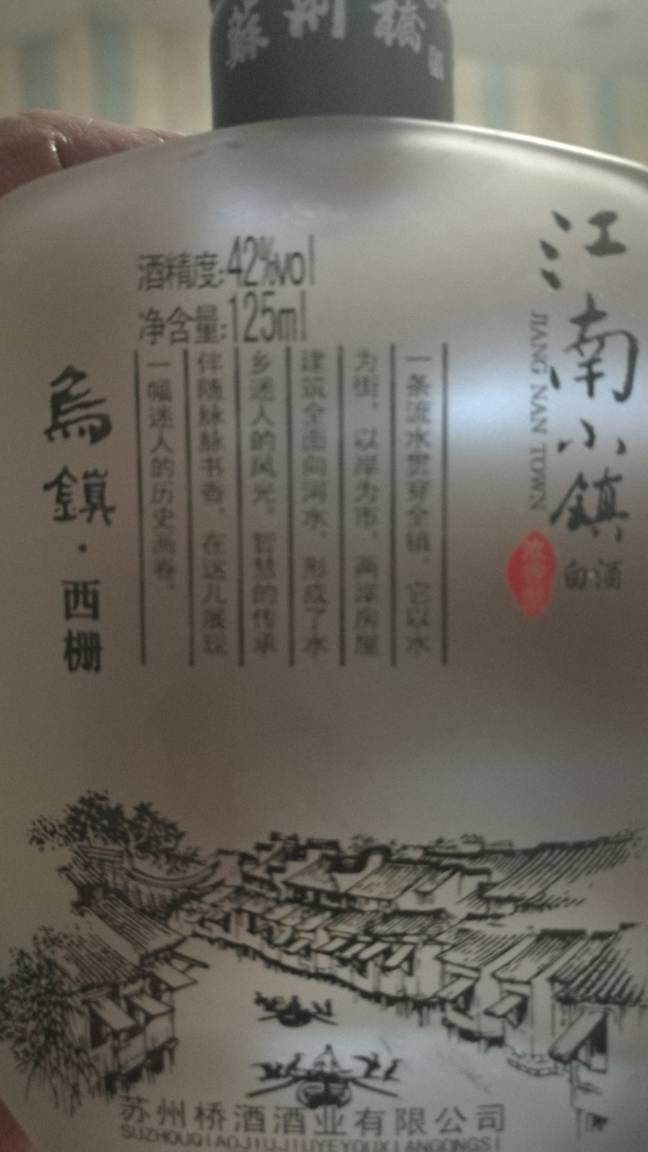 蘇州橋
酒精度:42%vol
净含量:125ml
江南小鎮
JIANG NAN TOWN
白酒
一条流水贯穿全镇，它以水
为街，以岸为市，两岸房屋
建筑全面向河水，形成了水
乡迷人的风光。智慧的传承
伴随脉脉书香，在这儿展现
一幅迷人的历史画卷。
烏鎮·西栅
苏州桥酒酒业有限公司
SUZHOUQIAOJIUJIUYEYOUXIANGONGSI